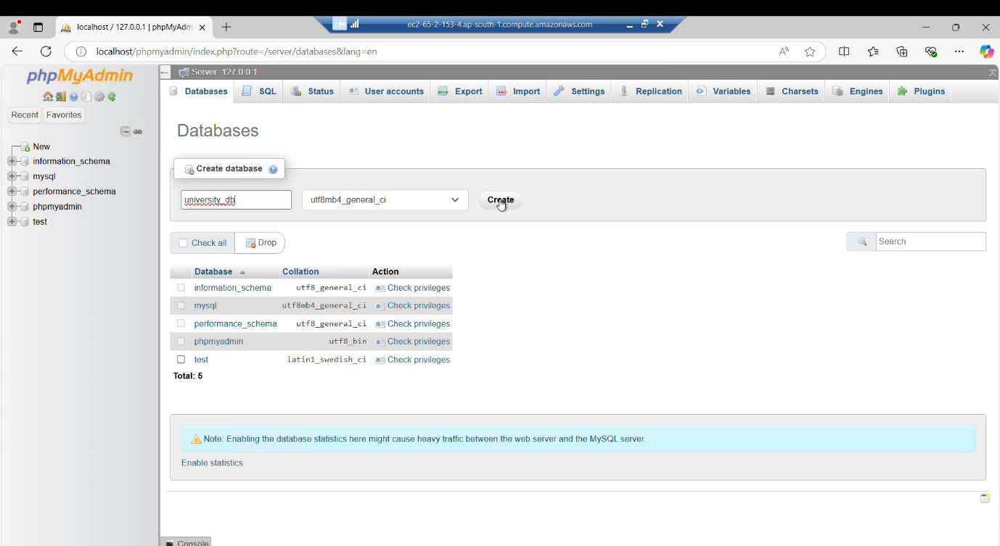 localhost / 127.0.0.1 | phpMyAdm
ec2-65-2-153-4.ap-south-1.compute.amazonaws.com
localhost/phpmyadmin/index.php?route=/server/databases&lang=en
phpMyAdmin
Recent Favorites
New
information_schema
mysql
performance_schema
phpmyadmin
test
Server: 127.0.0.1
Databases SQL Status User accounts Export Import Settings Replication Variables Charsets Engines Plugins
Databases
Create database
university_db utf8mb4_general_ci Create
Check all Drop Search
Database Collation Action
information_schema utf8_general_ci Check privileges
mysql utf8mb4_general_ci Check privileges
performance_schema utf8_general_ci Check privileges
phpmyadmin utf8_bin Check privileges
test latin1_swedish_ci Check privileges
Total: 5
Note: Enabling the database statistics here might cause heavy traffic between the web server and the MySQL server.
Enable statistics
Console